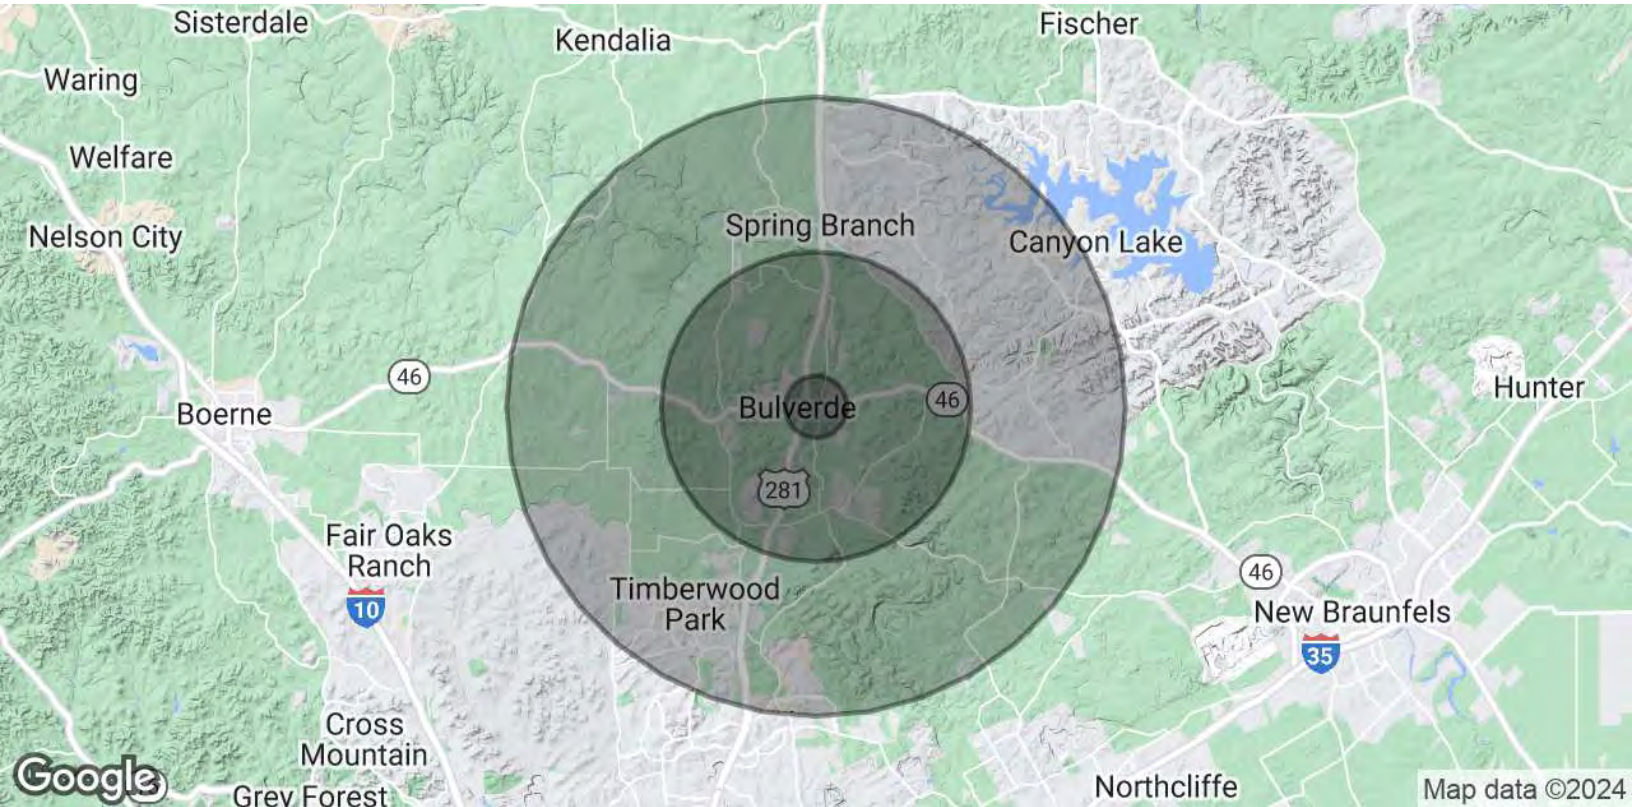 Sisterdale
Kendalia
Fischer
Waring
Welfare
Nelson City
Spring Branch
Canyon Lake
46
Boerne
Bulverde
46
Hunter
281
Fair Oaks
Ranch
10
Timberwood
Park
46
New Braunfels
35
Cross
Mountain
Google
Grey Forest
Northcliffe
Map data ©2024